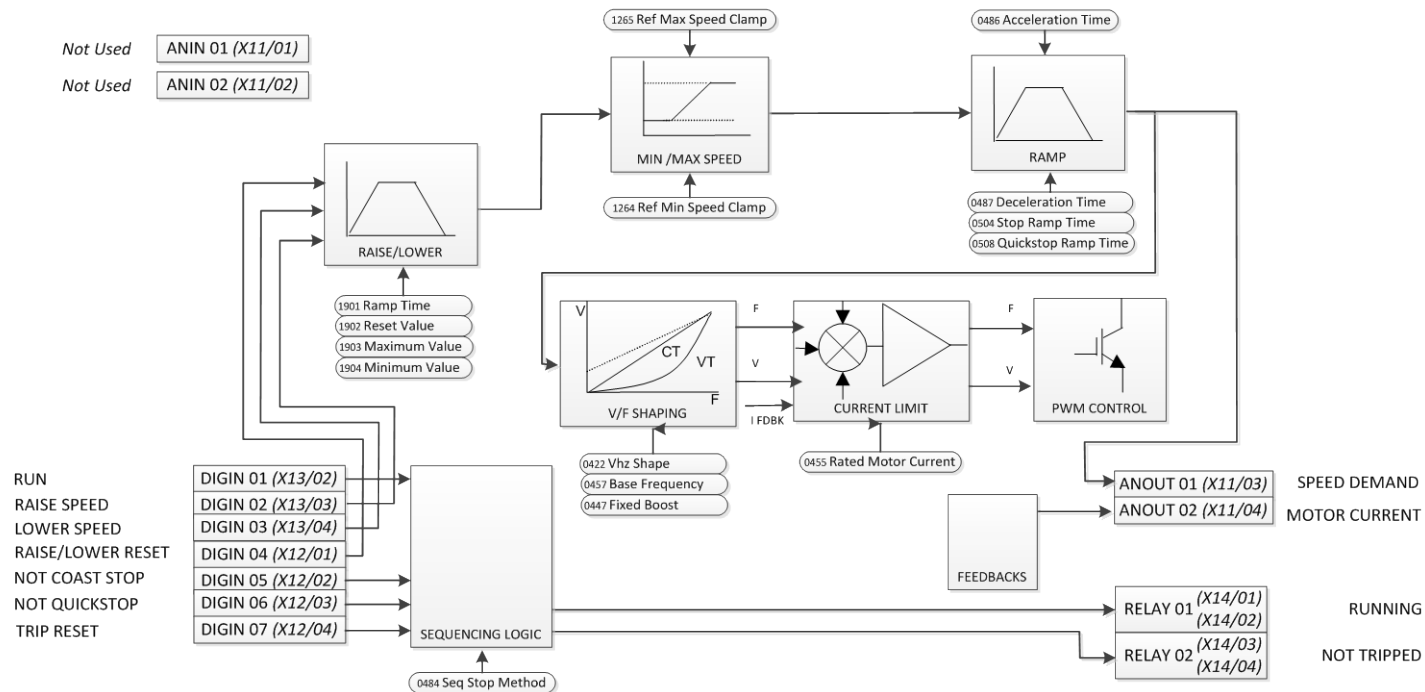 1265 Ref Max Speed Clamp
0486 Acceleration Time
Not Used
ANIN 01 (X11/01)
Not Used
ANIN 02 (X11/02)
MIN /MAX SPEED
RAMP
1264 Ref Min Speed Clamp
0487 Deceleration Time
0504 Stop Ramp Time
0508 Quickstop Ramp Time
RAISE/LOWER
1901 Ramp Time
1902 Reset Value
1903 Maximum Value
1904 Minimum Value
V
CT
VT
F
V/F SHAPING
F
V
I FDBK
CURRENT LIMIT
F
V
PWM CONTROL
0422 Vhz Shape
0457 Base Frequency
0447 Fixed Boost
0455 Rated Motor Current
RUN
DIGIN 01 (X13/02)
RAISE SPEED
DIGIN 02 (X13/03)
LOWER SPEED
DIGIN 03 (X13/04)
RAISE/LOWER RESET
DIGIN 04 (X12/01)
NOT COAST STOP
DIGIN 05 (X12/02)
NOT QUICKSTOP
DIGIN 06 (X12/03)
TRIP RESET
DIGIN 07 (X12/04)
SEQUENCING LOGIC
0484 Seq Stop Method
FEEDBACKS
ANOUT 01 (X11/03)
SPEED DEMAND
ANOUT 02 (X11/04)
MOTOR CURRENT
RELAY 01 (X14/01)
(X14/02)
RUNNING
RELAY 02 (X14/03)
(X14/04)
NOT TRIPPED